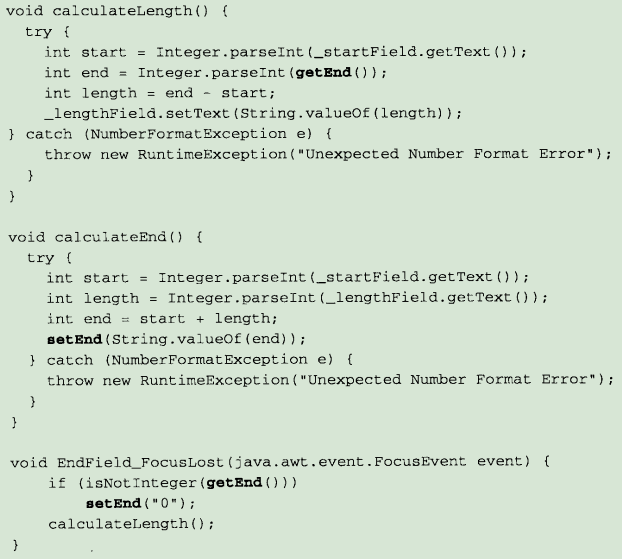 void calculateLength() {
  try {
    int start = Integer.parseInt(_startField.getText());
    int end = Integer.parseInt(getEnd());
    int length = end - start;
    _lengthField.setText(String.valueOf(length));
} catch (NumberFormatException e) {
    throw new RuntimeException("Unexpected Number Format Error");
  }
}

void calculateEnd() {
  try {
    int start = Integer.parseInt(_startField.getText());
    int length = Integer.parseInt(_lengthField.getText());
    int end = start + length;
    setEnd(String.valueOf(end));
  } catch (NumberFormatException e) {
    throw new RuntimeException("Unexpected Number Format Error");
  }
}

void EndField_FocusLost(java.awt.event.FocusEvent event) {
    if (isNotInteger(getEnd()))
        setEnd("0");
    calculateLength();
}